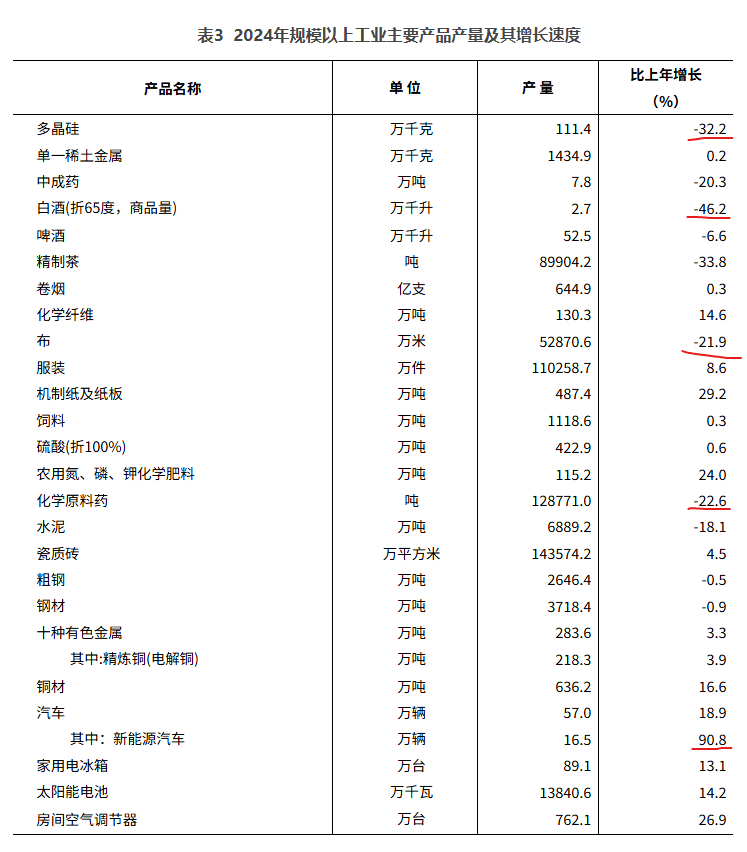 表3 2024年规模以上工业主要产品产量及其增长速度
产品名称 单位 产量 比上年增长
（%）
多晶硅 万千克 111.4 -32.2
单一稀土金属 万千克 1434.9 0.2
中成药 万吨 7.8 -20.3
白酒(折65度，商品量) 万千升 2.7 -46.2
啤酒 万千升 52.5 -6.6
精制茶 吨 89904.2 -33.8
卷烟 亿支 644.9 0.3
化学纤维 万吨 130.3 14.6
布 万米 52870.6 -21.9
服装 万件 110258.7 8.6
机制纸及纸板 万吨 487.4 29.2
饲料 万吨 1118.6 0.3
硫酸(折100%) 万吨 422.9 0.6
农用氮、磷、钾化学肥料 万吨 115.2 24.0
化学原料药 吨 128771.0 -22.6
水泥 万吨 6889.2 -18.1
瓷质砖 万平方米 143574.2 4.5
粗钢 万吨 2646.4 -0.5
钢材 万吨 3718.4 -0.9
十种有色金属 万吨 283.6 3.3
其中:精炼铜(电解铜) 万吨 218.3 3.9
铜材 万吨 636.2 16.6
汽车 万辆 57.0 18.9
其中：新能源汽车 万辆 16.5 90.8
家用电冰箱 万台 89.1 13.1
太阳能电池 万千瓦 13840.6 14.2
房间空气调节器 万台 762.1 26.9